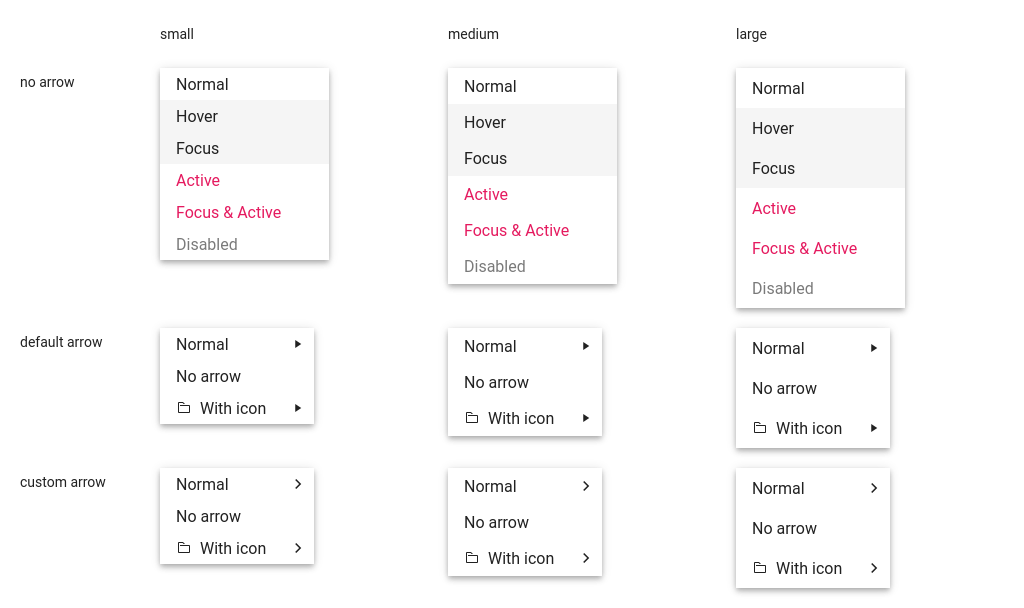 small medium large
no arrow
Normal Normal Normal
Hover Hover Hover
Focus Focus Focus
Active Active Active
Focus & Active Focus & Active Focus & Active
Disabled Disabled Disabled
default arrow
Normal Normal Normal
No arrow No arrow No arrow
With icon With icon With icon
custom arrow
Normal Normal Normal
No arrow No arrow No arrow
With icon With icon With icon